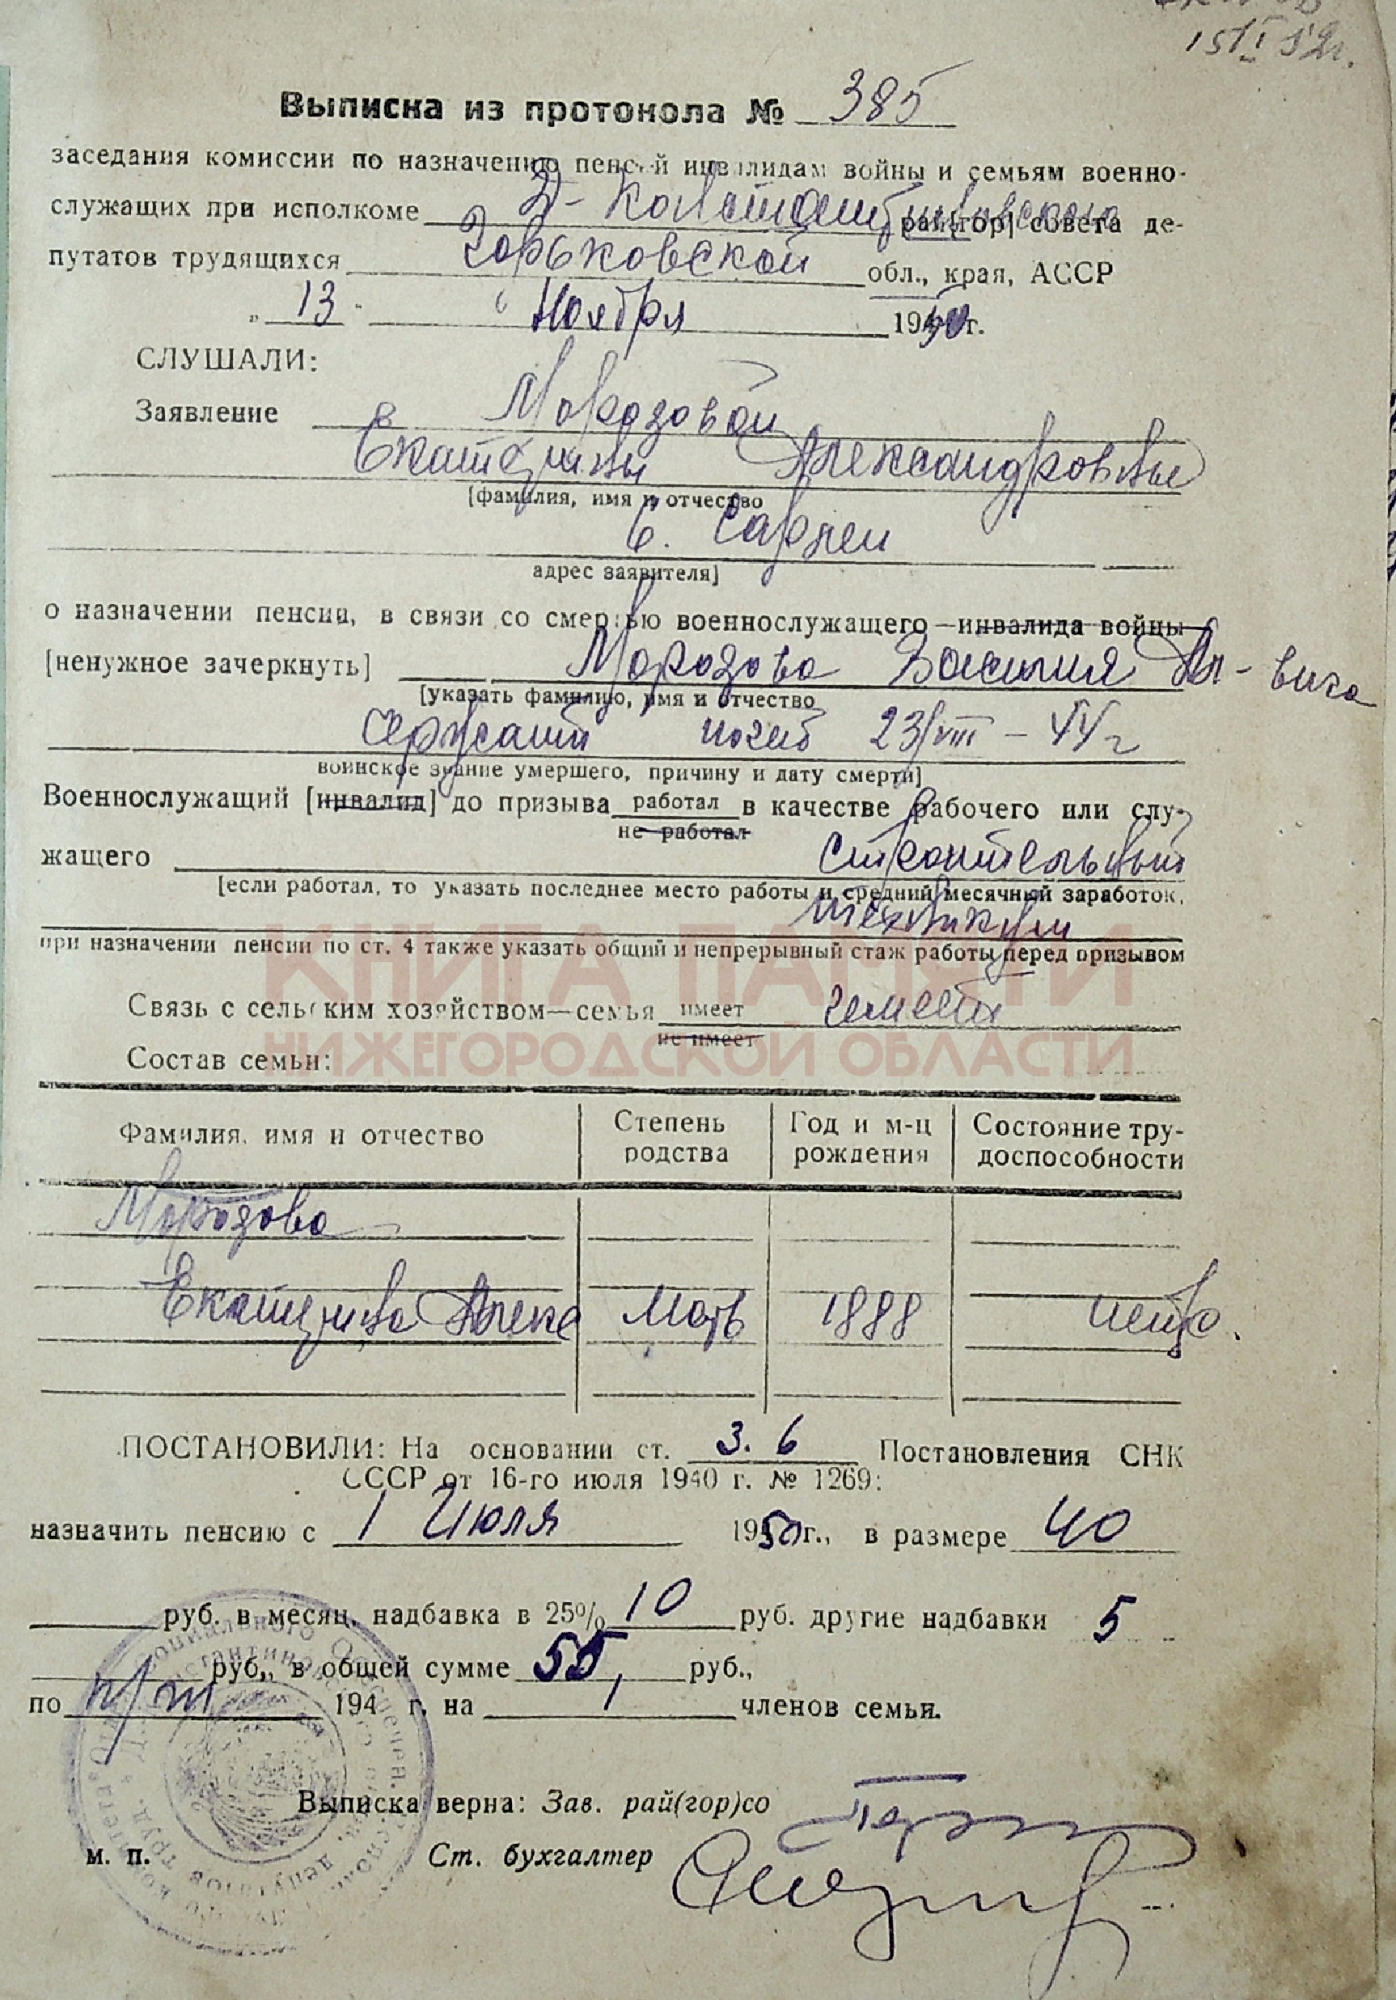 15/I 52г.
Выписка из протокола № 385
заседания комиссии по назначению пенсий инвалидам войны и семьям военно-
служащих при исполкоме Д-Константиновского рай[гор] совета де-
путатов трудящихся Горьковской обл., края, АССР
„ 13 " Ноября 1950 г.
СЛУШАЛИ:
Заявление Морозовой
Екатерины Александровны
[фамилия, имя и отчество
с. Сарлеи
адрес заявителя]
о назначении пенсии, в связи со смертью военнослужащего—инвалида войны
[ненужное зачеркнуть] Морозова Василия Ал-вича
[указать фамилию, имя и отчество
Сержант погиб 23/VIII – 44 г
воинское звание умершего, причину и дату смерти]
Военнослужащий [инвалид] до призыва работал в качестве рабочего или слу-
не работал
жащего строительный
[если работал, то указать последнее место работы и средний месячный заработок,
техникум
при назначении пенсии по ст. 4 также указать общий и непрерывный стаж работы перед призывом
КНИГА ПАМЯТИ
НИЖЕГОРОДСКОЙ ОБЛАСТИ
Связь с сельским хозяйством—семья имеет
не имеет
Состав семьи:
Фамилия, имя и отчество Степень родства Год и м-ц рождения Состояние тру-доспособности
Морозова
Екатерина Алекс Мать 1888
ПОСТАНОВИЛИ: На основании ст. 3.6 Постановления СНК
СССР от 16-го июля 1940 г. № 1269:
назначить пенсию с 1 Июля 1950 г., в размере 40
руб. в месяц, надбавка в 25% 10 руб. другие надбавки 5
руб., в общей сумме 55, руб.,
по 194 г. на 1 членов семьи.
Выписка верна: Зав. рай(гор)со
м. п. Ст. бухгалтер